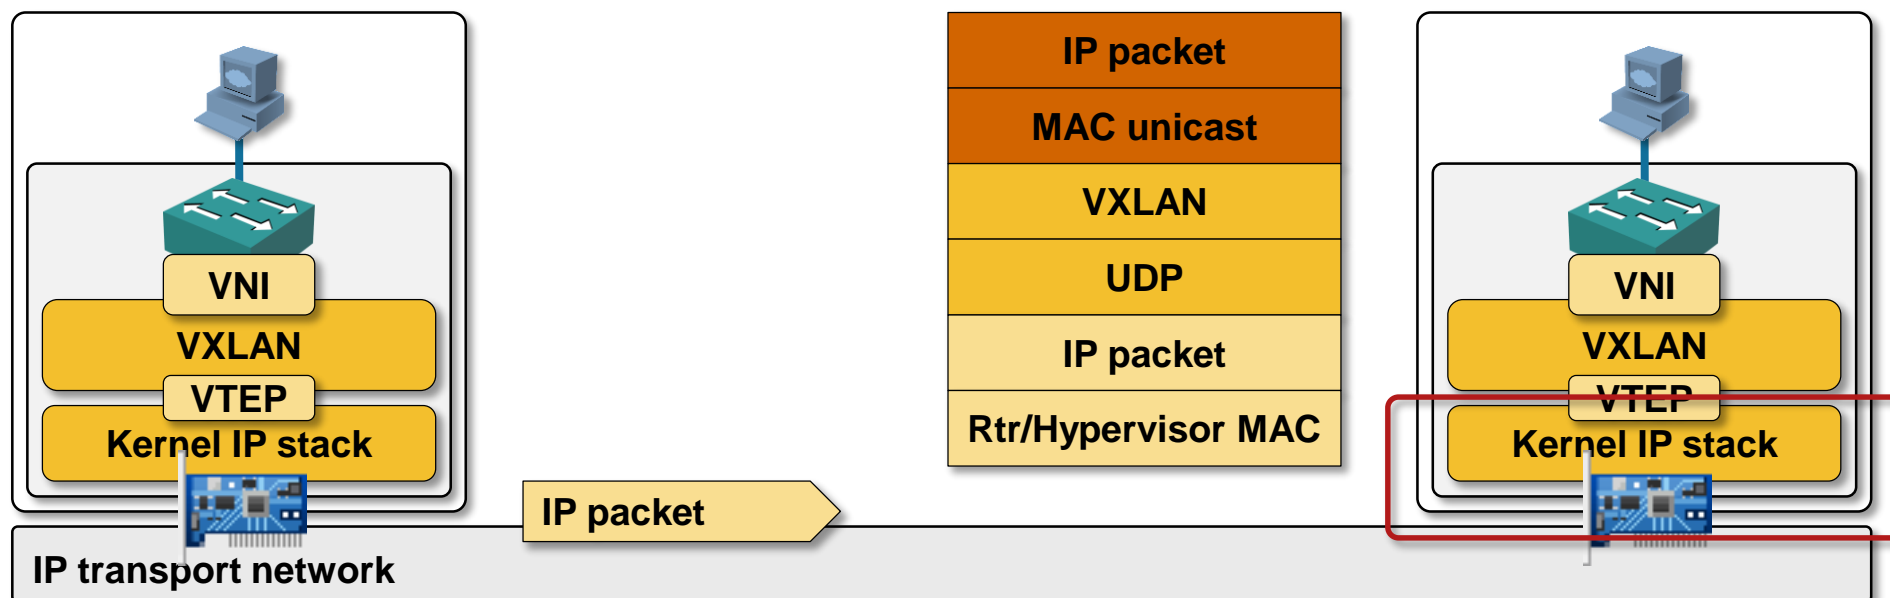 VNI
VXLAN
VTEP
Kernel IP stack
IP packet
IP packet
MAC unicast
VXLAN
UDP
IP packet
Rtr/Hypervisor MAC
VNI
VXLAN
VTEP
Kernel IP stack
IP transport network